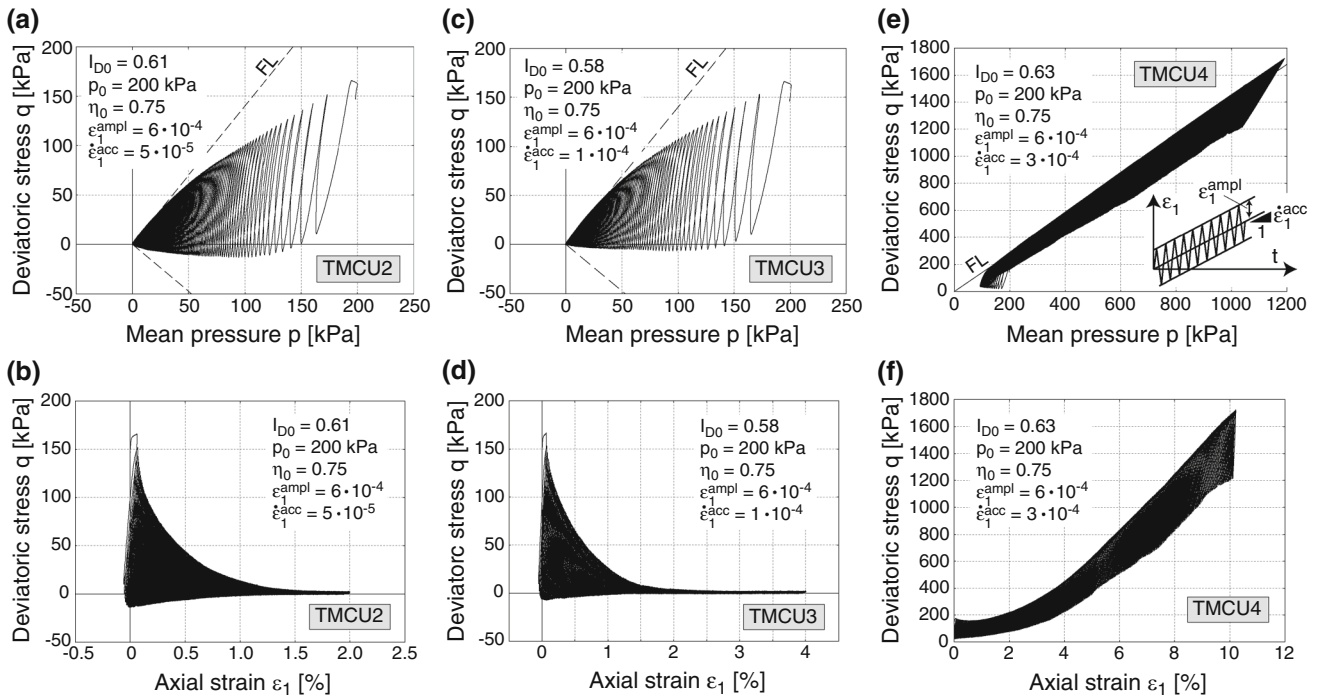 (a)
Deviatoric stress q [kPa]
200
150
100
50
0
-50
I_D0 = 0.61
p_0 = 200 kPa
η_0 = 0.75
ε_1^ampl = 6·10^-4
ε̇_1^acc = 5·10^-5
FL
TMCU2
0 50 100 150 200 250
Mean pressure p [kPa]
(c)
Deviatoric stress q [kPa]
200
150
100
50
0
-50
I_D0 = 0.58
p_0 = 200 kPa
η_0 = 0.75
ε_1^ampl = 6·10^-4
ε̇_1^acc = 1·10^-4
FL
TMCU3
0 50 100 150 200 250
Mean pressure p [kPa]
(e)
Deviatoric stress q [kPa]
1800
1600
1400
1200
1000
800
600
400
200
0
I_D0 = 0.63
p_0 = 200 kPa
η_0 = 0.75
ε_1^ampl = 6·10^-4
ε̇_1^acc = 3·10^-4
TMCU4
FL
ε_1
ε_1^ampl
ε̇_1^acc
1
t
0 200 400 600 800 1000 1200
Mean pressure p [kPa]
(b)
Deviatoric stress q [kPa]
200
150
100
50
0
-50
I_D0 = 0.61
p_0 = 200 kPa
η_0 = 0.75
ε_1^ampl = 6·10^-4
ε̇_1^acc = 5·10^-5
TMCU2
-0.5 0 0.5 1.0 1.5 2.0 2.5
Axial strain ε_1 [%]
(d)
Deviatoric stress q [kPa]
200
150
100
50
0
-50
I_D0 = 0.58
p_0 = 200 kPa
η_0 = 0.75
ε_1^ampl = 6·10^-4
ε̇_1^acc = 1·10^-4
TMCU3
0 1 2 3 4 5
Axial strain ε_1 [%]
(f)
Deviatoric stress q [kPa]
1800
1600
1400
1200
1000
800
600
400
200
0
I_D0 = 0.63
p_0 = 200 kPa
η_0 = 0.75
ε_1^ampl = 6·10^-4
ε̇_1^acc = 3·10^-4
TMCU4
0 2 4 6 8 10 12
Axial strain ε_1 [%]